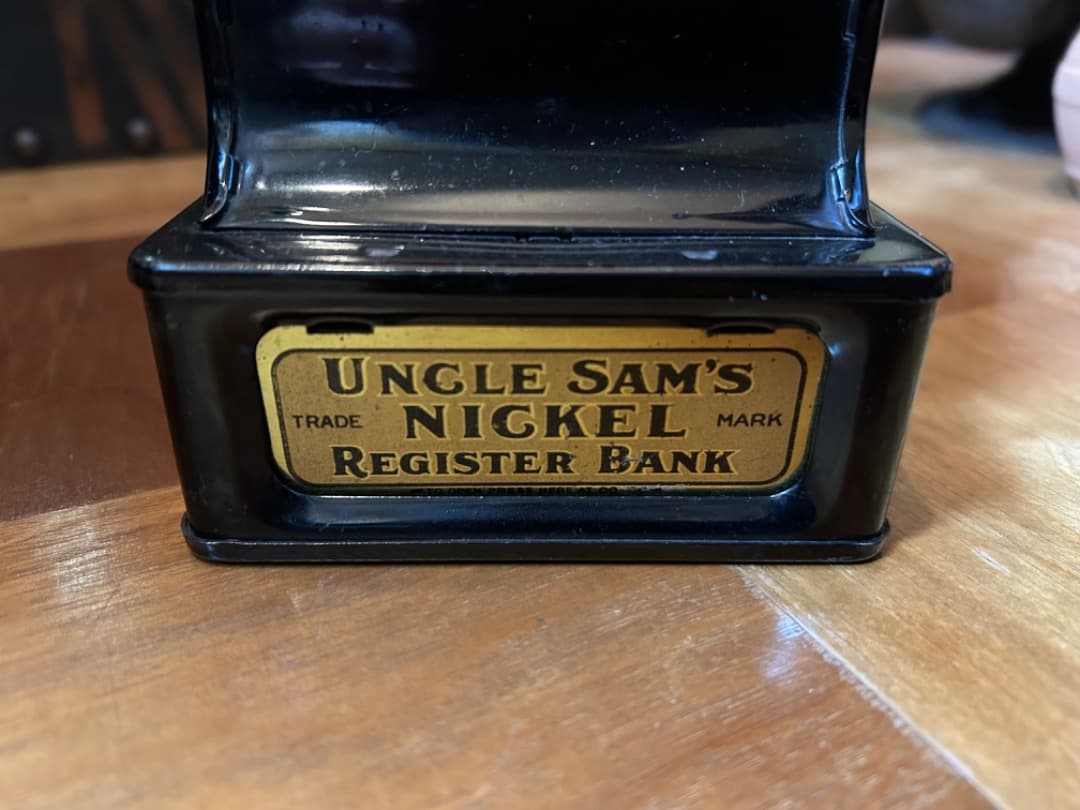 UNCLE SAM'S
TRADE NICKEL MARK
REGISTER BANK